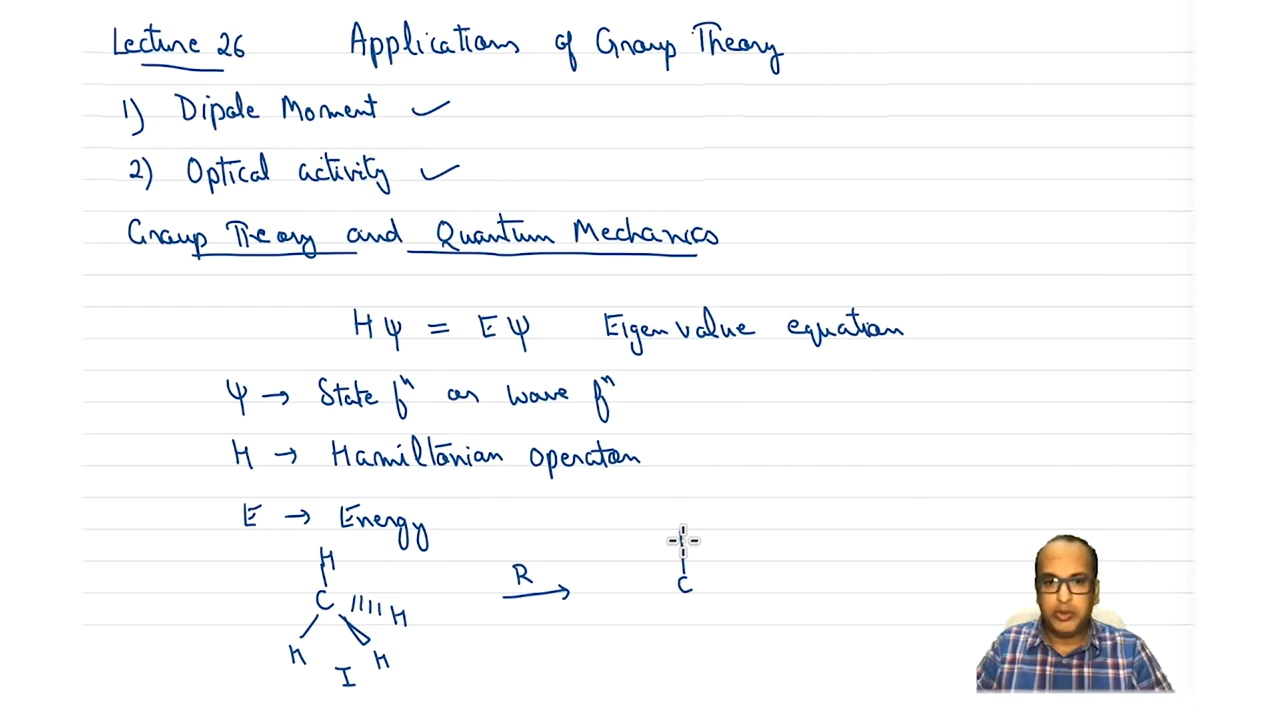 Lecture 26 Applications of Group Theory
1) Dipole Moment ✓
2) Optical activity ✓
Group Theory and Quantum Mechanics
Hψ = Eψ Eigen value equation
ψ → State fⁿ or wave fⁿ
H → Hamiltonian operator
E → Energy
H
R
C H C
H H
I